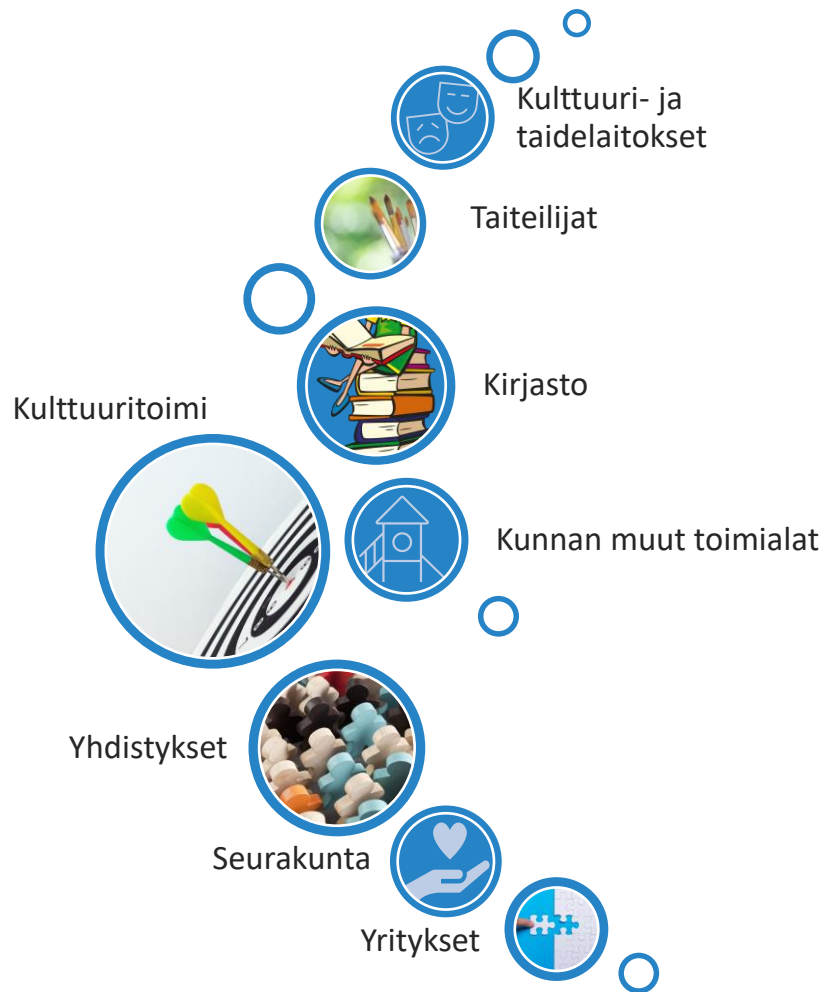 Kulttuuri- ja
taidelaitokset
Taiteilijat
Kirjasto
Kulttuuritoimi
Kunnan muut toimialat
Yhdistykset
Seurakunta
Yritykset